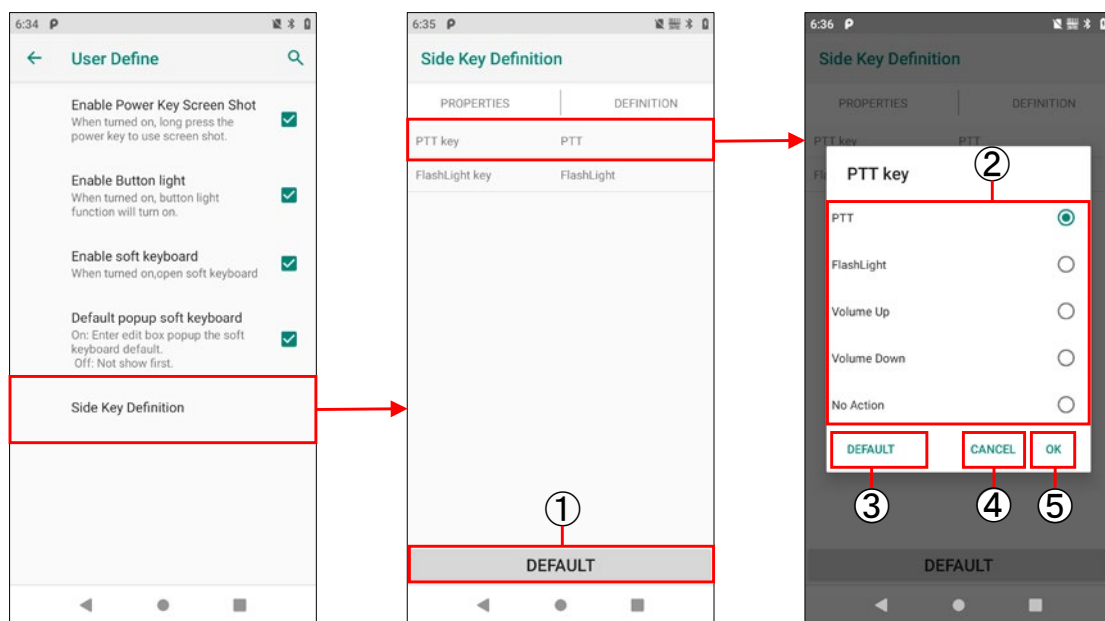 6:34 P
User Define
Enable Power Key Screen Shot
When turned on, long press the
power key to use screen shot.
Enable Button light
When turned on, button light
function will turn on.
Enable soft keyboard
When turned on,open soft keyboard
Default popup soft keyboard
On: Enter edit box popup the soft
keyboard default.
Off: Not show first.
Side Key Definition
6:35 P
Side Key Definition
PROPERTIES DEFINITION
PTT key PTT
FlashLight key FlashLight
①
DEFAULT
6:36 P
Side Key Definition
PROPERTIES DEFINITION
PTT key PTT
Fl
PTT key
②
PTT
FlashLight
Volume Up
Volume Down
No Action
DEFAULT CANCEL OK
③ ④ ⑤
DEFAULT